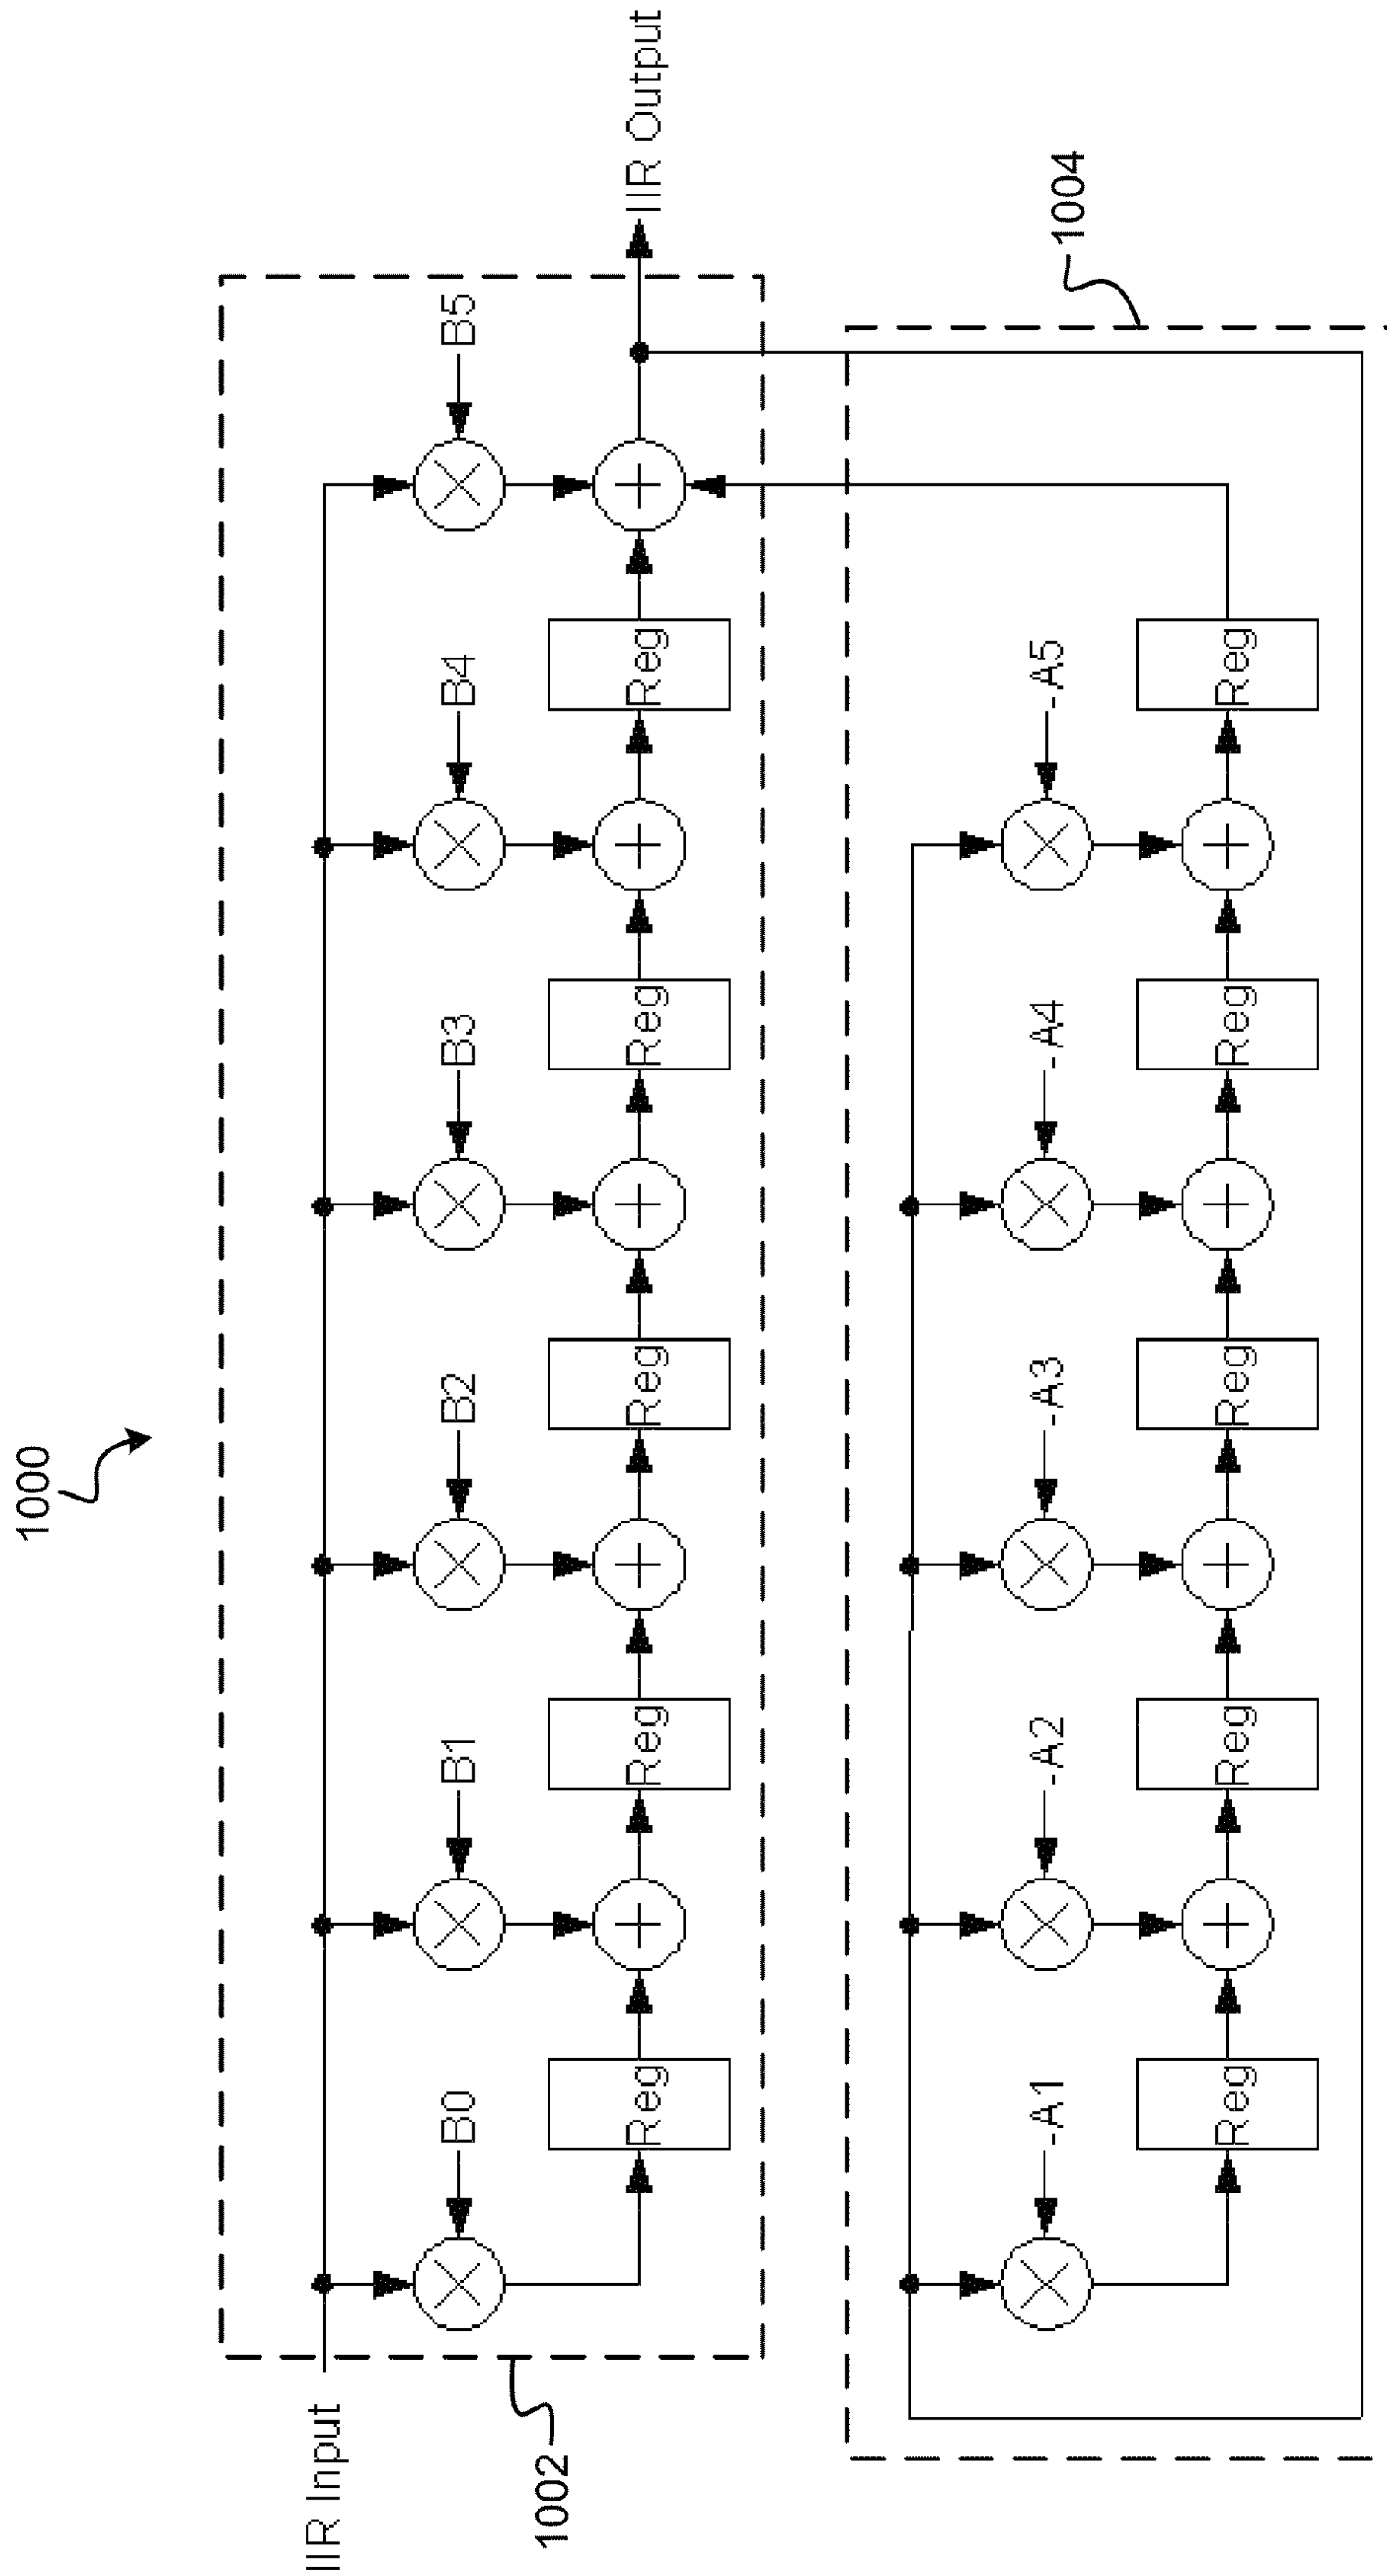 1000
IIR Input
B0
B1
B2
B3
B4
B5
Reg
Reg
Reg
Reg
Reg
IIR Output
1002
-A1
-A2
-A3
-A4
-A5
Reg
Reg
Reg
Reg
Reg
1004